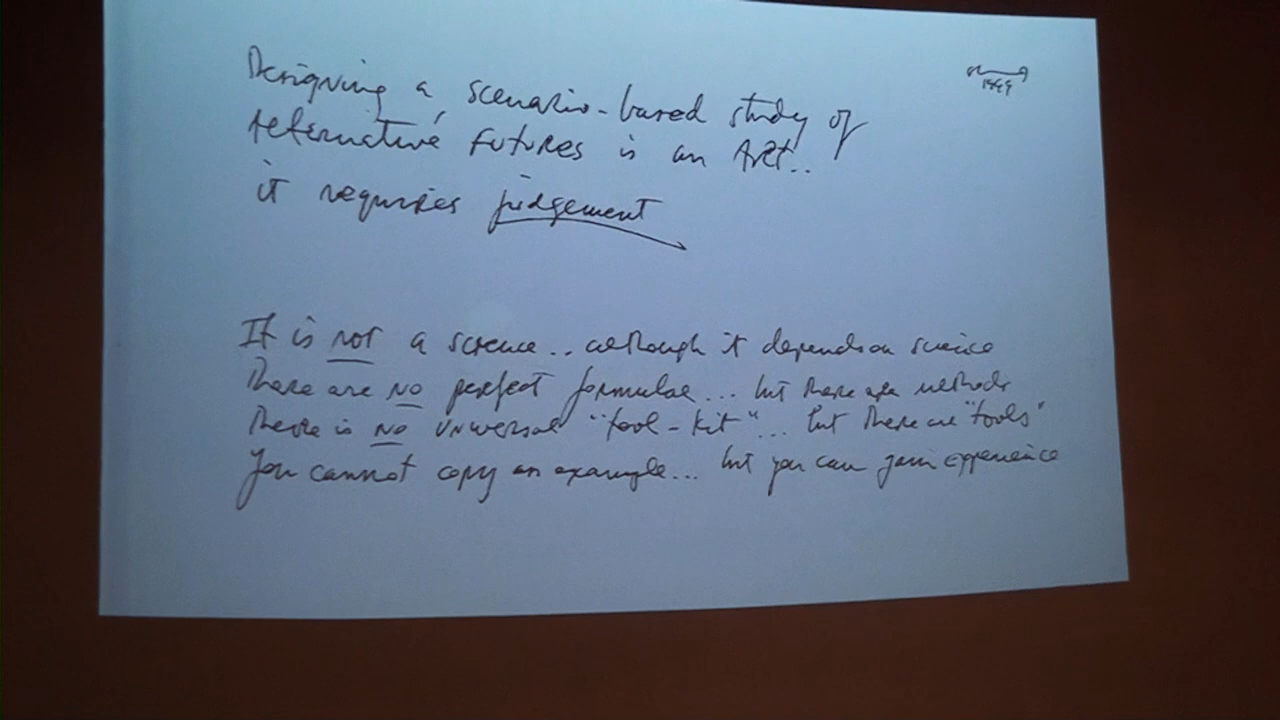 Designing a scenario-based study of
alternative futures is an Art..
it requires judgement
It is not a science.. although it depends on science
There are no perfect formulae... but there are methods
There is no universal "tool-kit"... but there are "tools"
You cannot copy an example... but you can gain experience